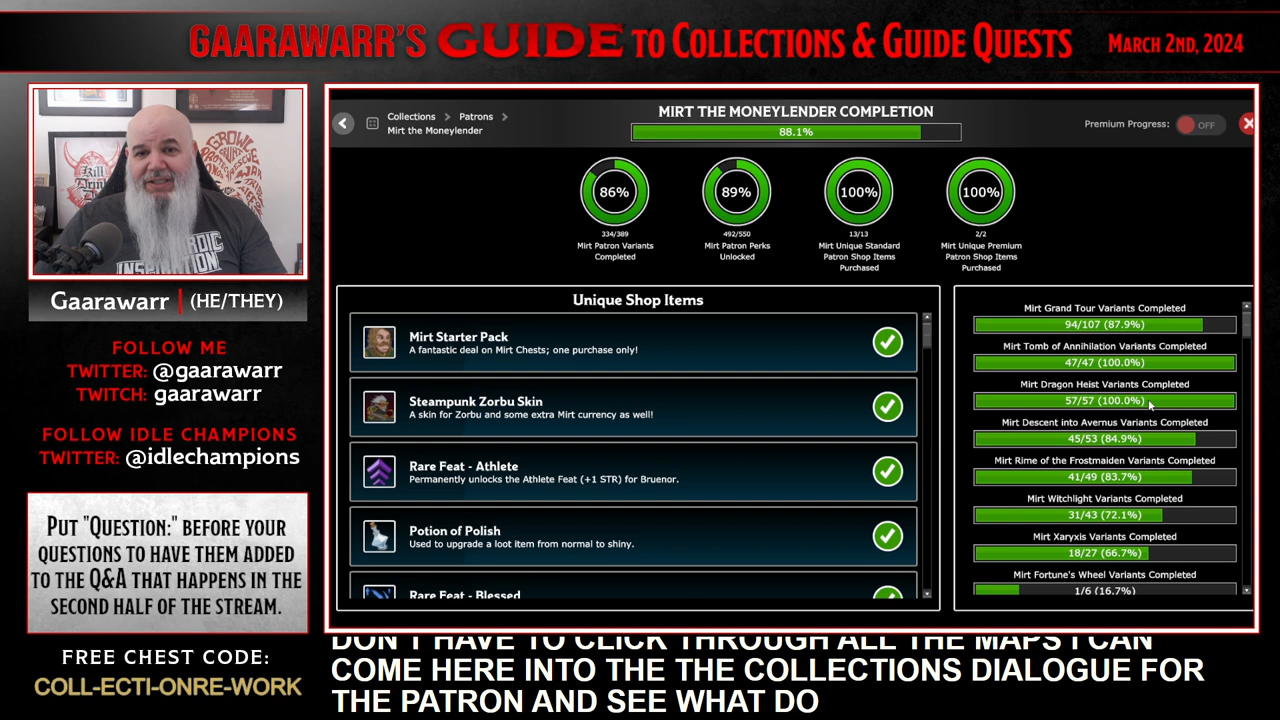 GAARAWARR'S GUIDE TO COLLECTIONS & GUIDE QUESTS
MARCH 2ND, 2024
Gaarawarr | (HE/THEY)
FOLLOW ME
TWITTER: @gaarawarr
TWITCH: gaarawarr
FOLLOW IDLE CHAMPIONS
TWITTER: @idlechampions
PUT "QUESTION:" BEFORE YOUR
QUESTIONS TO HAVE THEM ADDED
TO THE Q&A THAT HAPPENS IN THE
SECOND HALF OF THE STREAM.
FREE CHEST CODE:
COLL-ECTI-ONRE-WORK
Collections > Patrons >
Mirt the Moneylender
MIRT THE MONEYLENDER COMPLETION
88.1%
Premium Progress: OFF
86%
334/389
Mirt Patron Variants
Completed
89%
492/550
Mirt Patron Perks
Unlocked
100%
13/13
Mirt Unique Standard
Patron Shop Items
Purchased
100%
2/2
Mirt Unique Premium
Patron Shop Items
Purchased
Unique Shop Items
Mirt Starter Pack
A fantastic deal on Mirt Chests; one purchase only!
Steampunk Zorbu Skin
A skin for Zorbu and some extra Mirt currency as well!
Rare Feat - Athlete
Permanently unlocks the Athlete Feat (+1 STR) for Bruenor.
Potion of Polish
Used to upgrade a loot item from normal to shiny.
Rare Feat - Blessed
Mirt Grand Tour Variants Completed
94/107 (87.9%)
Mirt Tomb of Annihilation Variants Completed
47/47 (100.0%)
Mirt Dragon Heist Variants Completed
57/57 (100.0%)
Mirt Descent into Avernus Variants Completed
45/53 (84.9%)
Mirt Rime of the Frostmaiden Variants Completed
41/49 (83.7%)
Mirt Witchlight Variants Completed
31/43 (72.1%)
Mirt Xaryxis Variants Completed
18/27 (66.7%)
Mirt Fortune's Wheel Variants Completed
1/6 (16.7%)
DON'T HAVE TO CLICK THROUGH ALL THE MAPS I CAN
COME HERE INTO THE THE COLLECTIONS DIALOGUE FOR
THE PATRON AND SEE WHAT DO